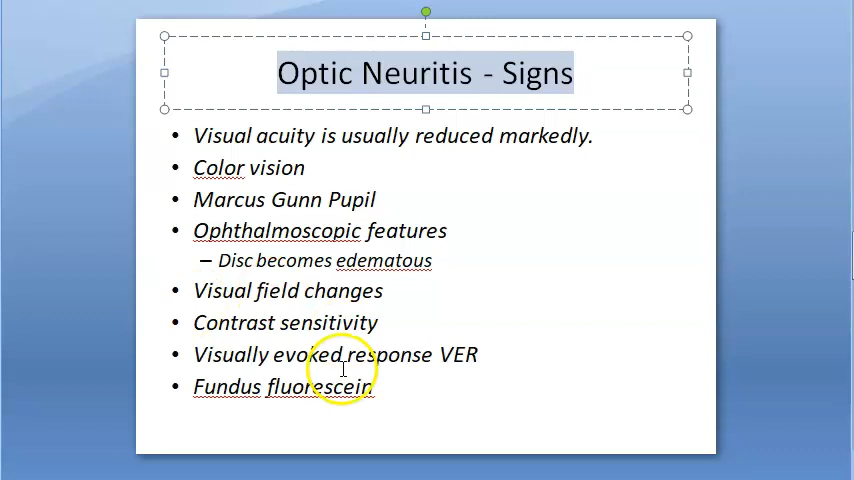 Optic Neuritis - Signs
• Visual acuity is usually reduced markedly.
• Color vision
• Marcus Gunn Pupil
• Ophthalmoscopic features
– Disc becomes edematous
• Visual field changes
• Contrast sensitivity
• Visually evoked response VER
• Fundus fluorescein